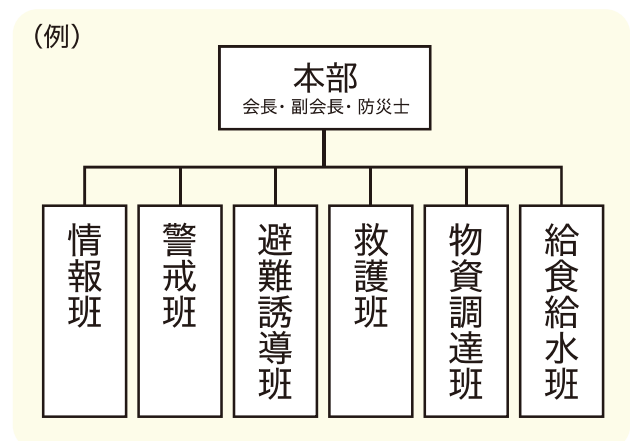 （例）
本部
会長・副会長・防災士
情報班
警戒班
避難誘導班
救護班
物資調達班
給食給水班